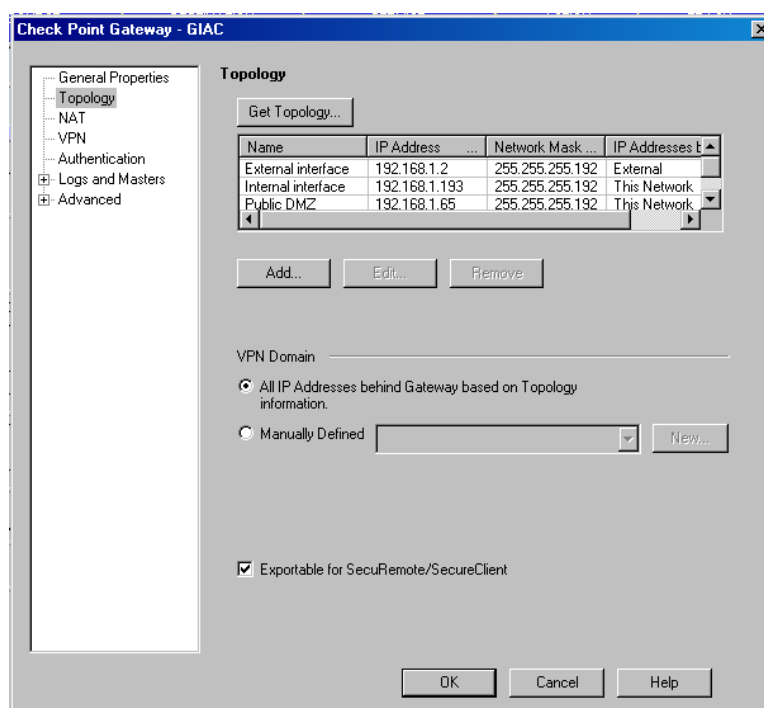 Check Point Gateway - GIAC
General Properties
Topology
NAT
VPN
Authentication
Logs and Masters
Advanced
Topology
Get Topology...
Name IP Address ... Network Mask ... IP Addresses
External interface 192.168.1.2 255.255.255.192 External
Internal interface 192.168.1.193 255.255.255.192 This Network
Public DMZ 192.168.1.65 255.255.255.192 This Network
Add... Edit... Remove
VPN Domain
All IP Addresses behind Gateway based on Topology
information.
Manually Defined New...
Exportable for SecuRemote/SecureClient
OK Cancel Help